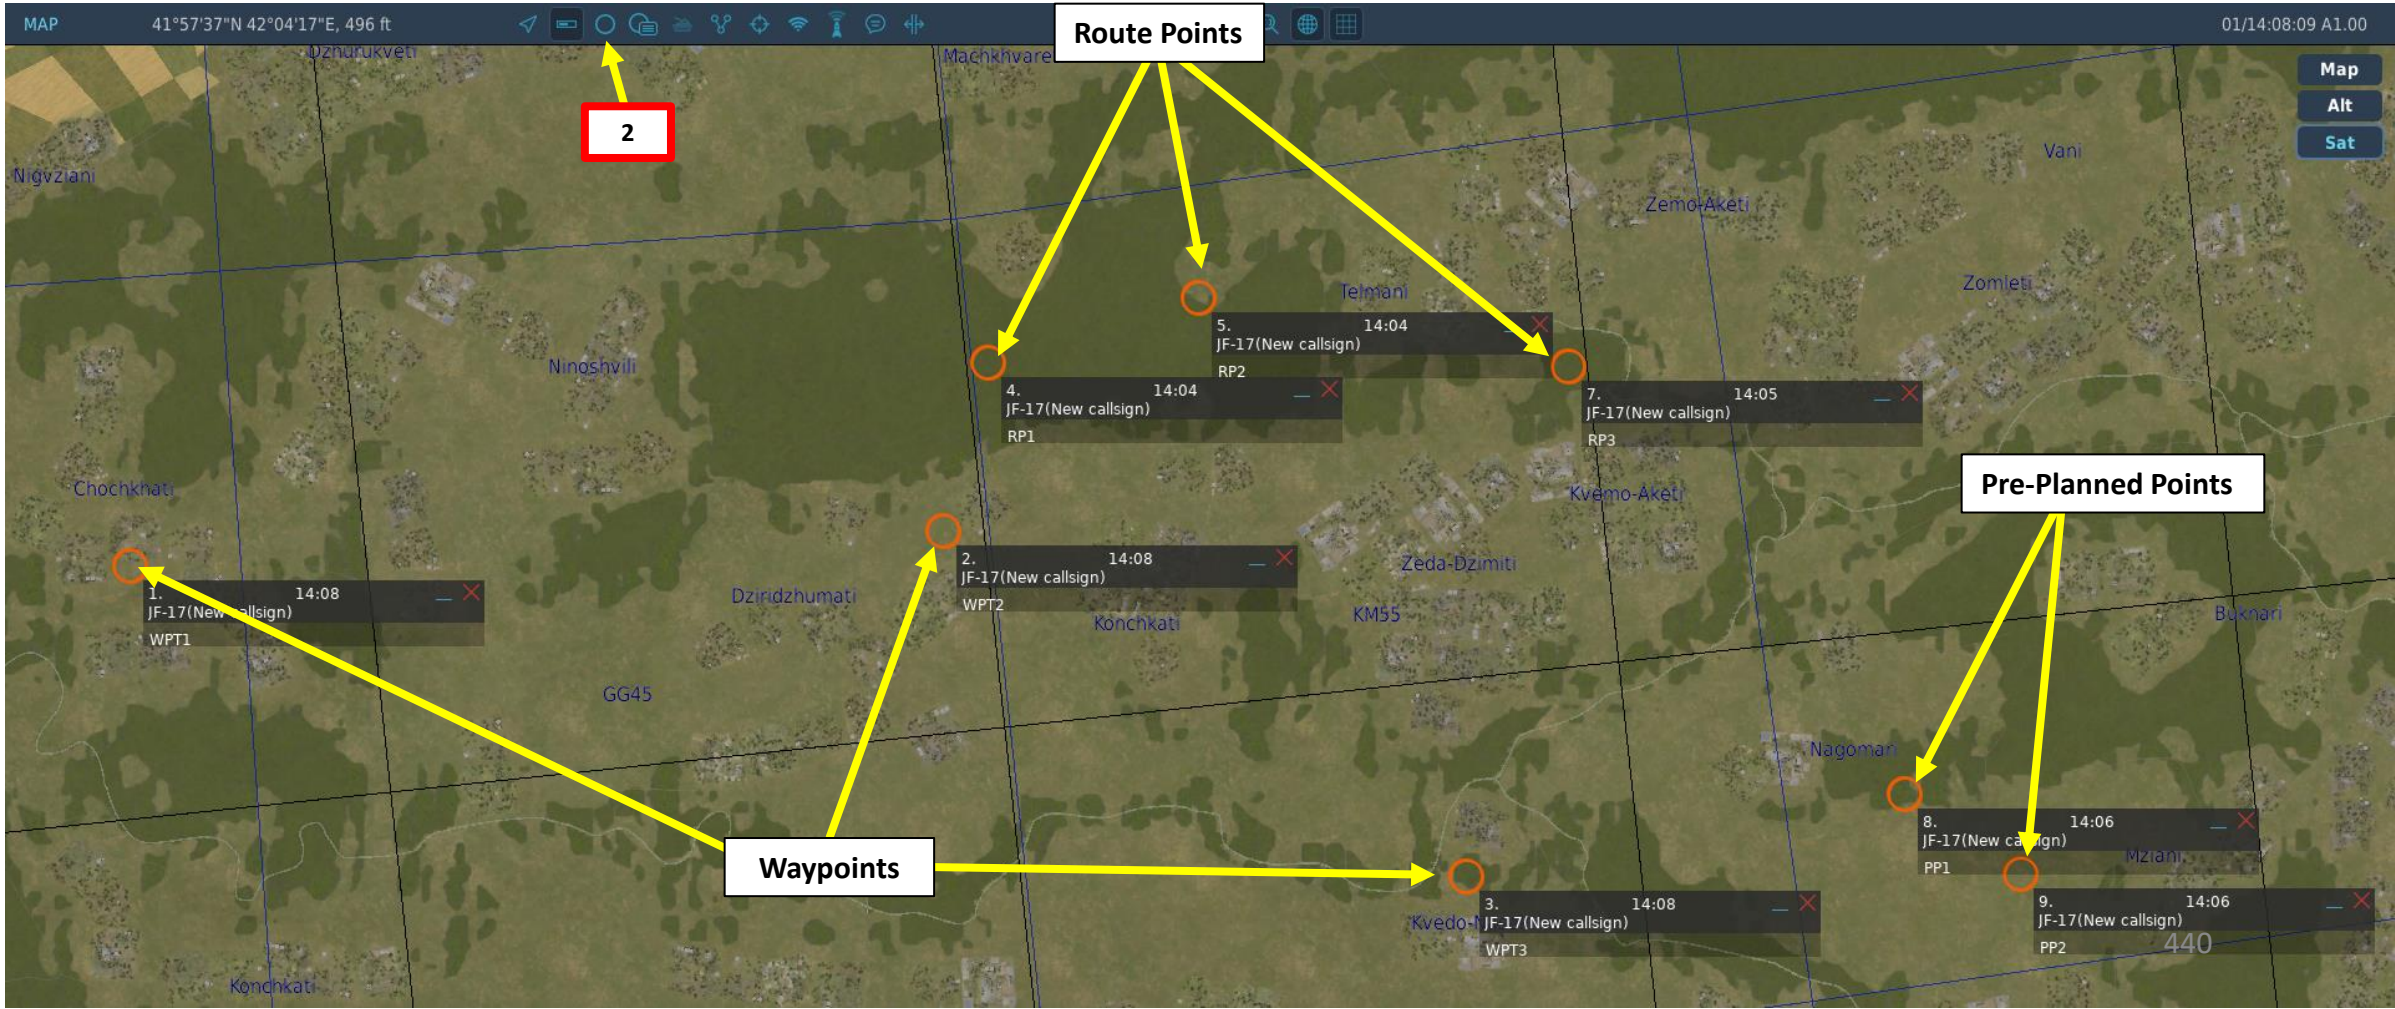 MAP 41°57'37"N 42°04'17"E, 496 ft 01/14:08:09 A1.00
Route Points
2
Map
Alt
Sat
Dzhurukveti
Machkhvare
Nigvziani
Vani
Zemo-Aketi
Zomleti
Telmani
5. 14:04
JF-17(New callsign)
RP2
Ninoshvili
4. 14:04
JF-17(New callsign)
RP1
7. 14:05
JF-17(New callsign)
RP3
Chochkhati
Kvemo-Aketi
Pre-Planned Points
2. 14:08
JF-17(New callsign)
WPT2
Zeda-Dzimiti
1. 14:08
JF-17(New callsign)
WPT1
Dziridzhumati
Konchkati
KM55
Buknari
GG45
Nagomari
Waypoints
8. 14:06
JF-17(New callsign)
PP1
Mziani
3. 14:08
JF-17(New callsign)
WPT3
9. 14:06
JF-17(New callsign)
PP2
440
Konchkati